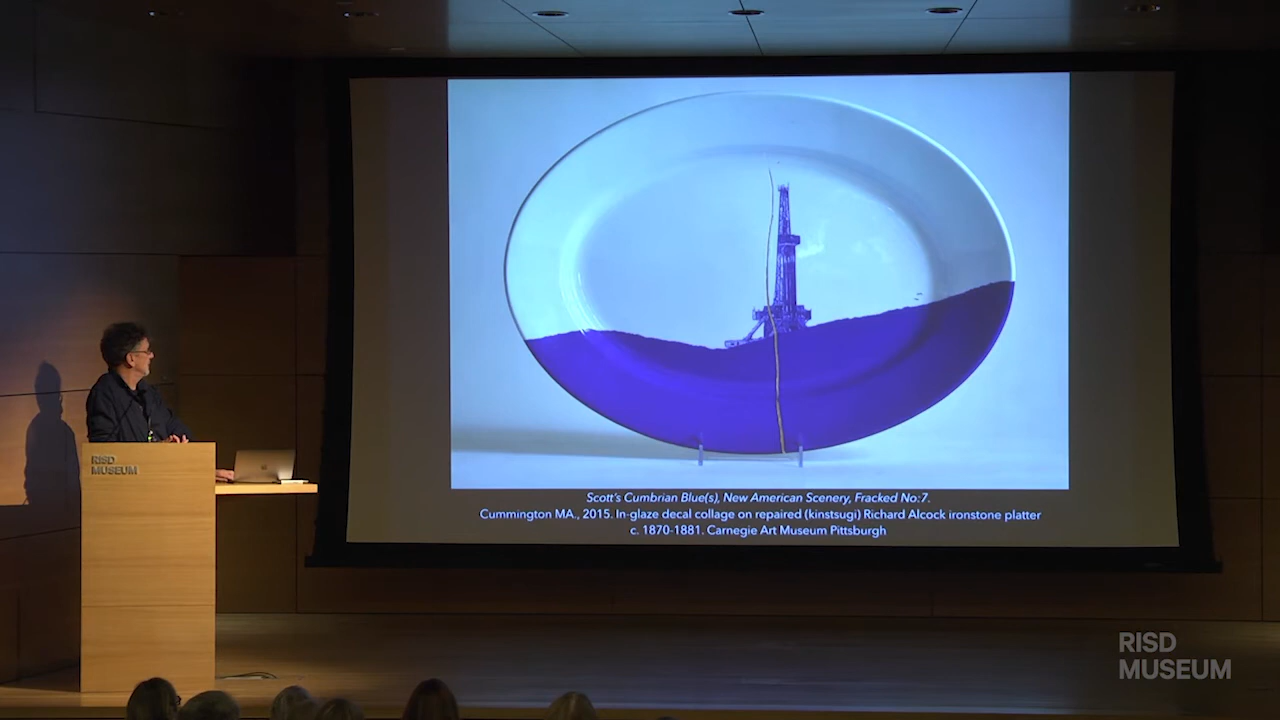 Scott's Cumbrian Blue(s), New American Scenery, Fracked No:7.
Cummington MA., 2015. In-glaze decal collage on repaired (kinstsugi) Richard Alcock ironstone platter
c. 1870-1881. Carnegie Art Museum Pittsburgh
RISD
MUSEUM
RISD
MUSEUM